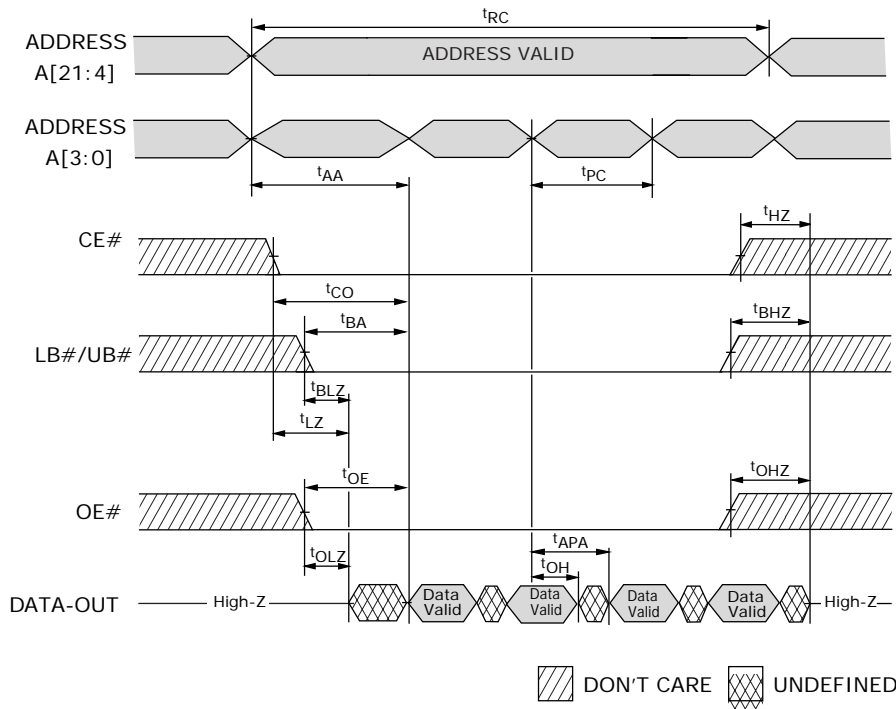 tRC
ADDRESS
A[21:4]
ADDRESS VALID
ADDRESS
A[3:0]
tAA
tPC
CE#
tHZ
tCO
LB#/UB#
tBA
tBHZ
tBLZ
tLZ
OE#
tOE
tOHZ
tOLZ
tAPA
tOH
DATA-OUT
High-Z
Data
Valid
Data
Valid
Data
Valid
Data
Valid
High-Z
DON'T CARE
UNDEFINED